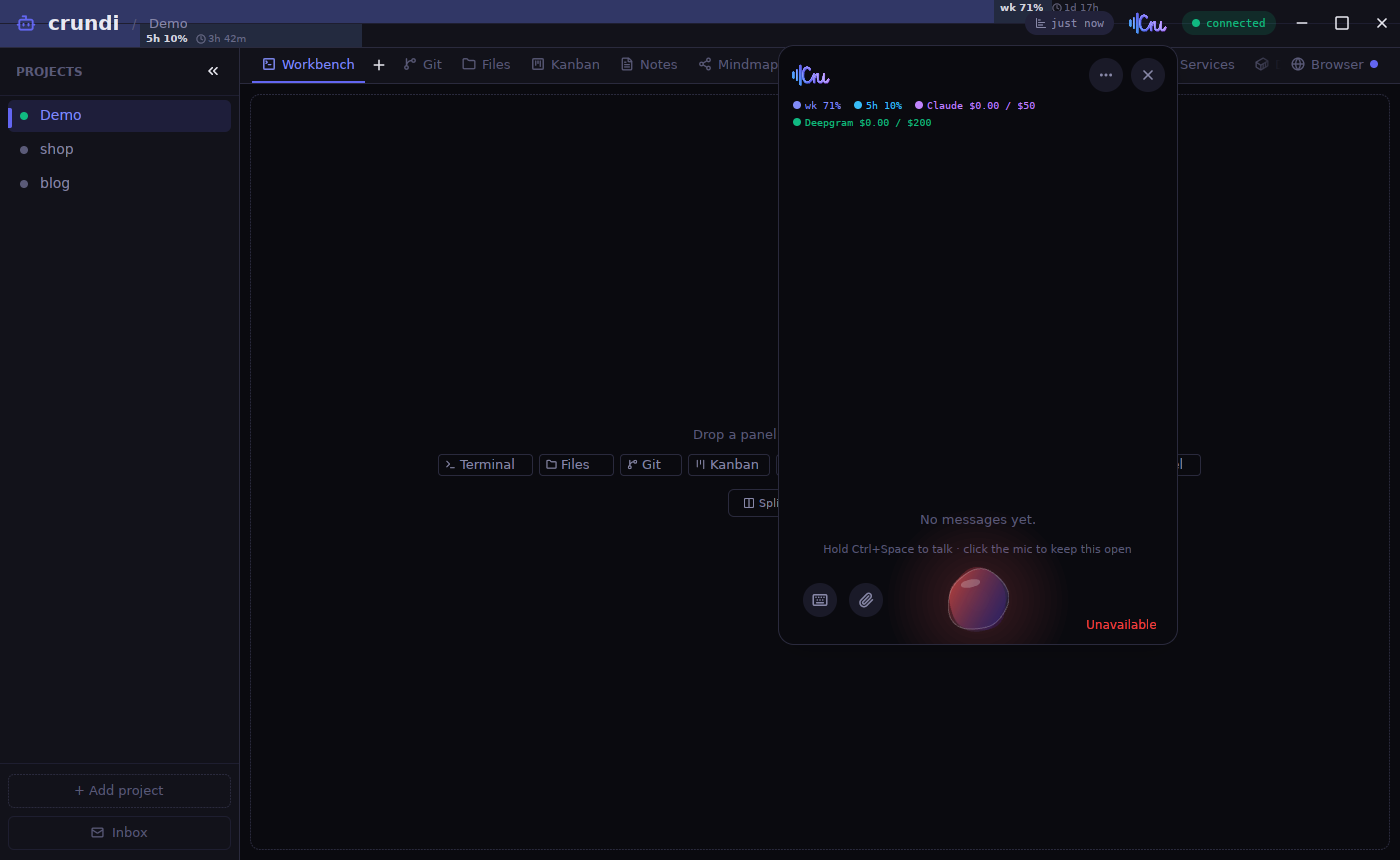 wk 71% 1d 17h
crundi / Demo
just now
Cru
connected
5h 10% 3h 42m
PROJECTS
Workbench
Git
Files
Kanban
Notes
Mindmap
Services
Browser
Demo
shop
blog
Cru
wk 71% 5h 10% Claude $0.00 / $50
Deepgram $0.00 / $200
Drop a panel
Terminal
Files
Git
Kanban
No messages yet.
Hold Ctrl+Space to talk · click the mic to keep this open
Unavailable
+ Add project
Inbox